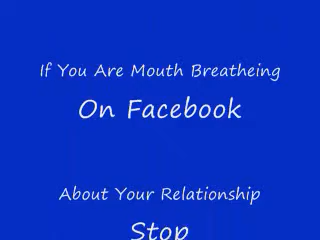 If You Are Mouth Breatheing
On Facebook
About Your Relationship
Stop